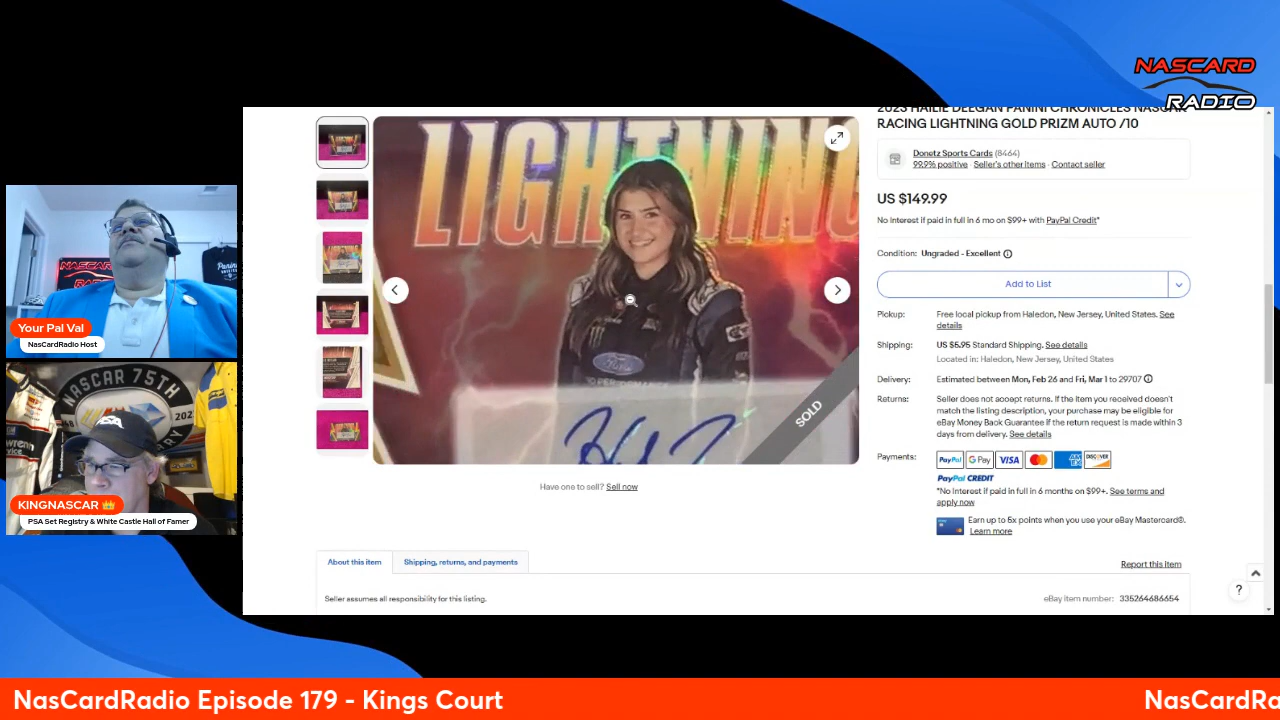 NASCARD
RADIO
2023 HAILIE DEEGAN PANINI CHRONICLES NASCAR
RACING LIGHTNING GOLD PRIZM AUTO /10
Donetz Sports Cards (8464)
99.9% positive · Seller's other items · Contact seller
US $149.99
No Interest if paid in full in 6 mo on $99+ with PayPal Credit*
Condition: Ungraded - Excellent
Add to List
Pickup: Free local pickup from Haledon, New Jersey, United States. See
details
Shipping: US $5.95 Standard Shipping. See details
Located in: Haledon, New Jersey, United States
Delivery: Estimated between Mon, Feb 26 and Fri, Mar 1 to 29707
Returns: Seller does not accept returns. If the item you received doesn't
match the listing description, your purchase may be eligible for
eBay Money Back Guarantee if the return request is made within 3
days from delivery. See details
Payments: PayPal G Pay VISA MasterCard DISCOVER
PayPal CREDIT
*No Interest if paid in full in 6 months on $99+. See terms and
apply now
Earn up to 5x points when you use your eBay Mastercard®.
Learn more
LIGHTNING
Ford
SOLD
Have one to sell? Sell now
About this item
Shipping, returns, and payments
Report this item
Seller assumes all responsibility for this listing.
eBay item number: 335264686654
?
Your Pal Val
NasCardRadio Host
NASCAR 75TH
KINGNASCAR
PSA Set Registry & White Castle Hall of Famer
NasCardRadio Episode 179 - Kings Court
NasCardRa